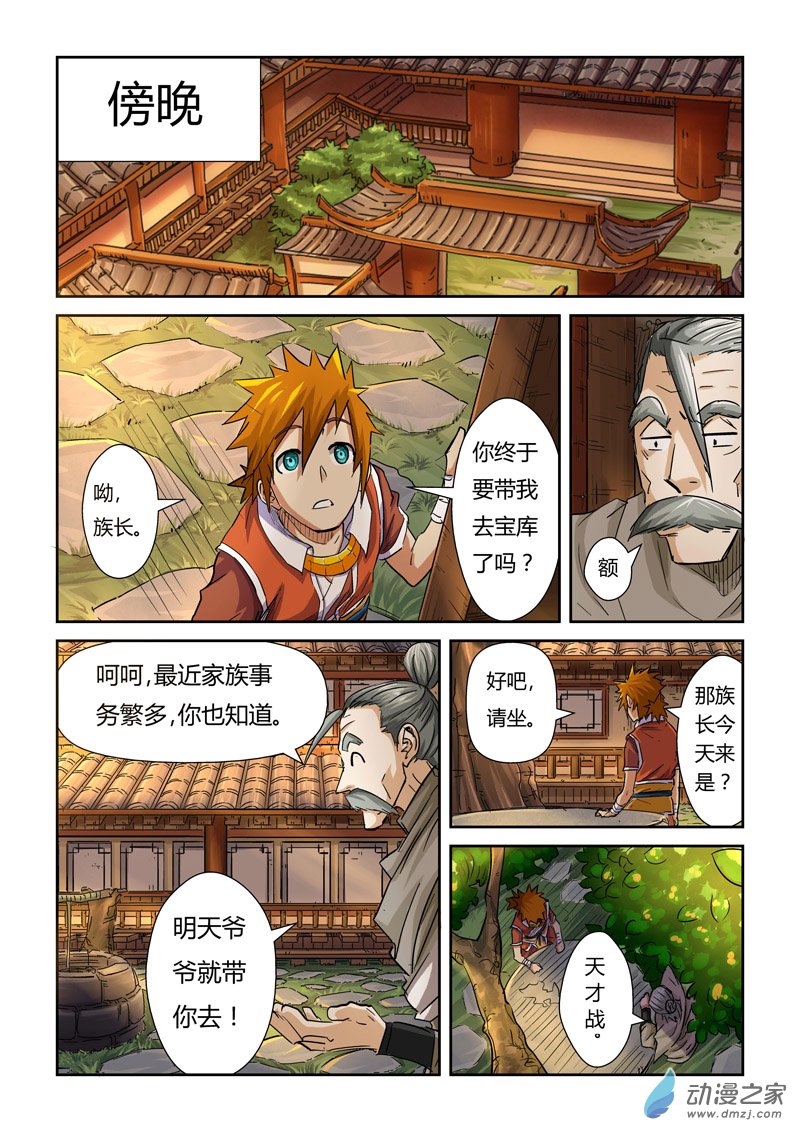 傍晚
呦，
族长。
你终于
要带我
去宝库
了吗？
额
呵呵，最近家族事
务繁多，你也知道。
明天爷
爷就带
你去！
好吧，
请坐。
那族
长今
天来
是？
天才战。
动漫之家
www.dmzj.com